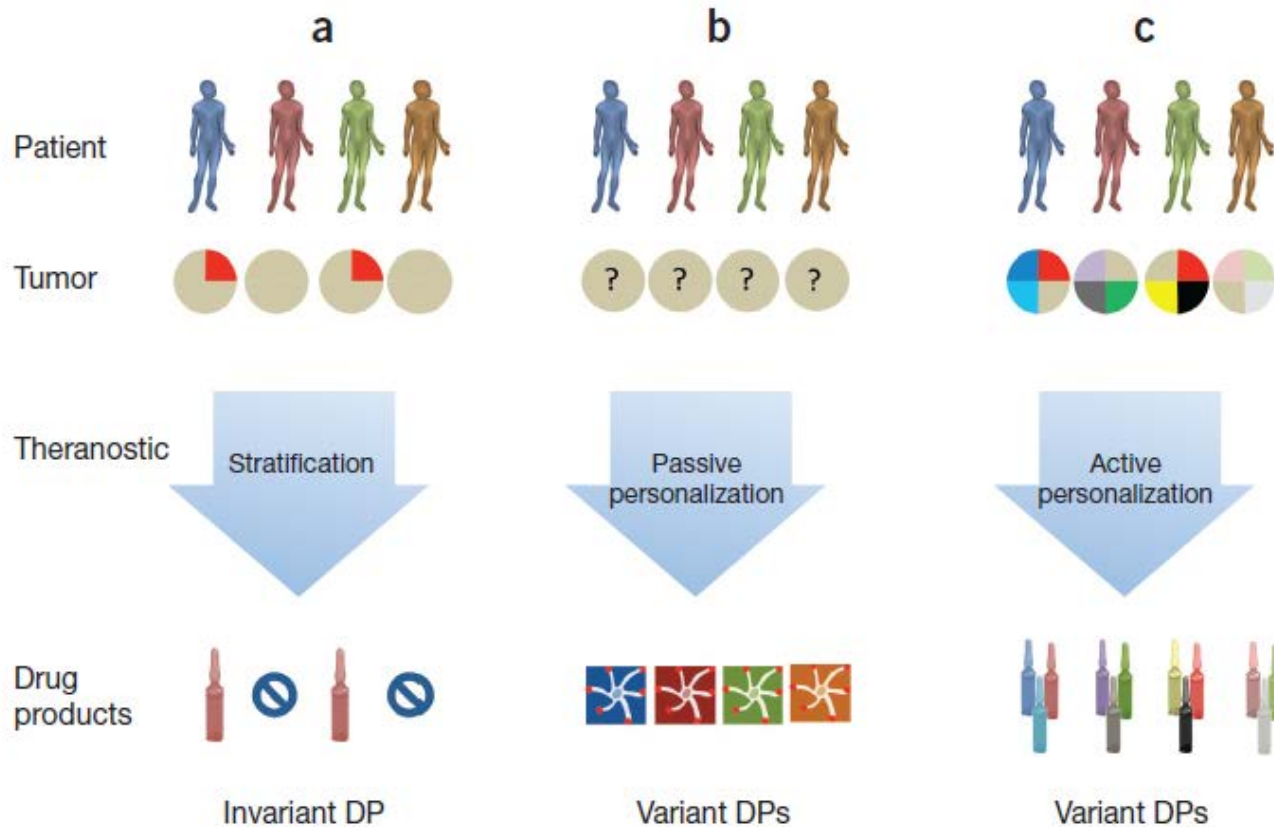 a b c
Patient
Tumor
? ? ? ?
Theranostic
Stratification
Passive
personalization
Active
personalization
Drug
products
Invariant DP
Variant DPs
Variant DPs